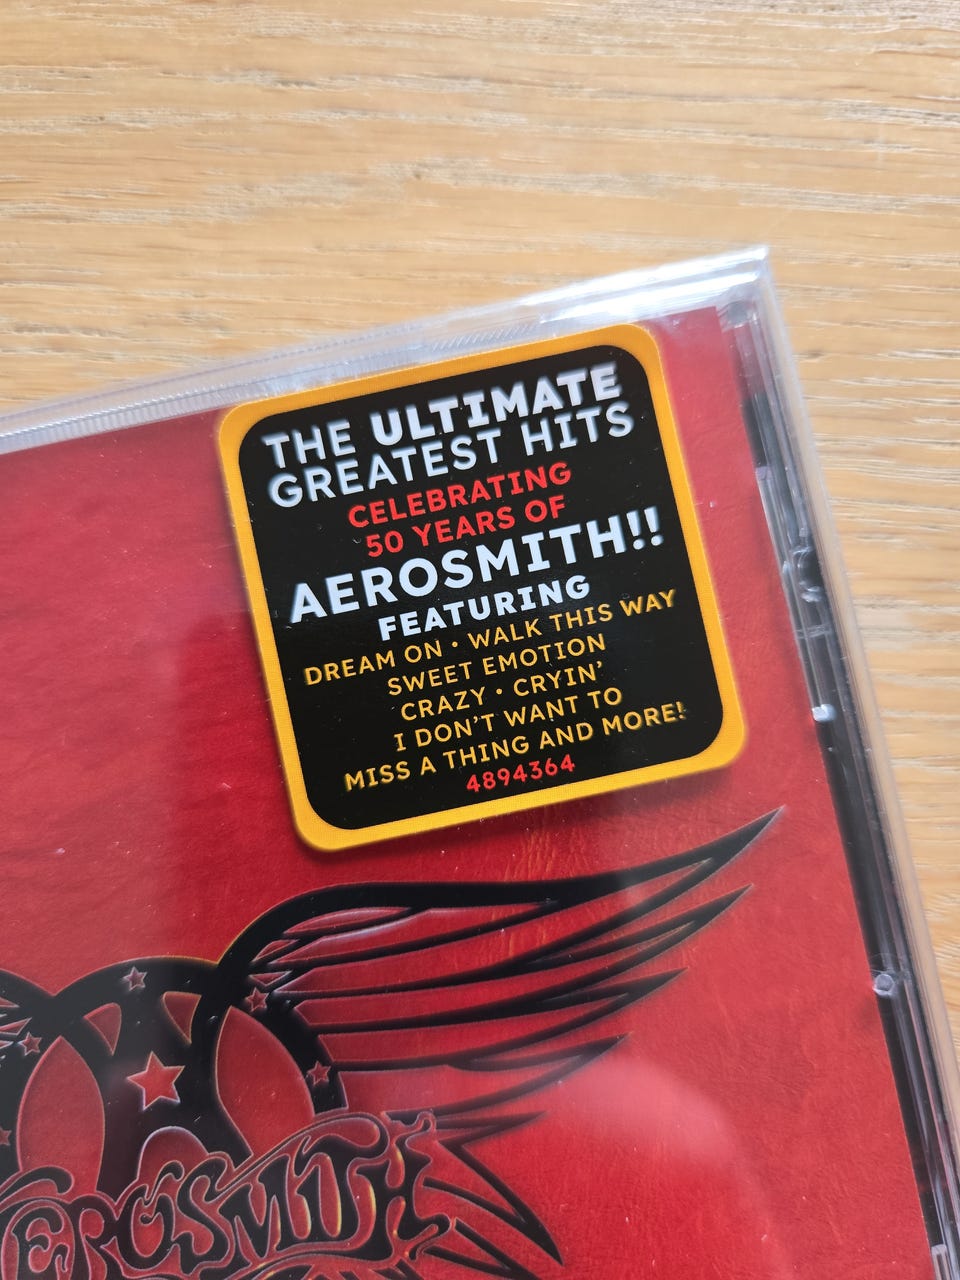 THE ULTIMATE
GREATEST HITS
CELEBRATING
50 YEARS OF
AEROSMITH!!
FEATURING
DREAM ON • WALK THIS WAY
SWEET EMOTION
CRAZY • CRYIN'
I DON'T WANT TO
MISS A THING AND MORE!
4894364
AEROSMITH